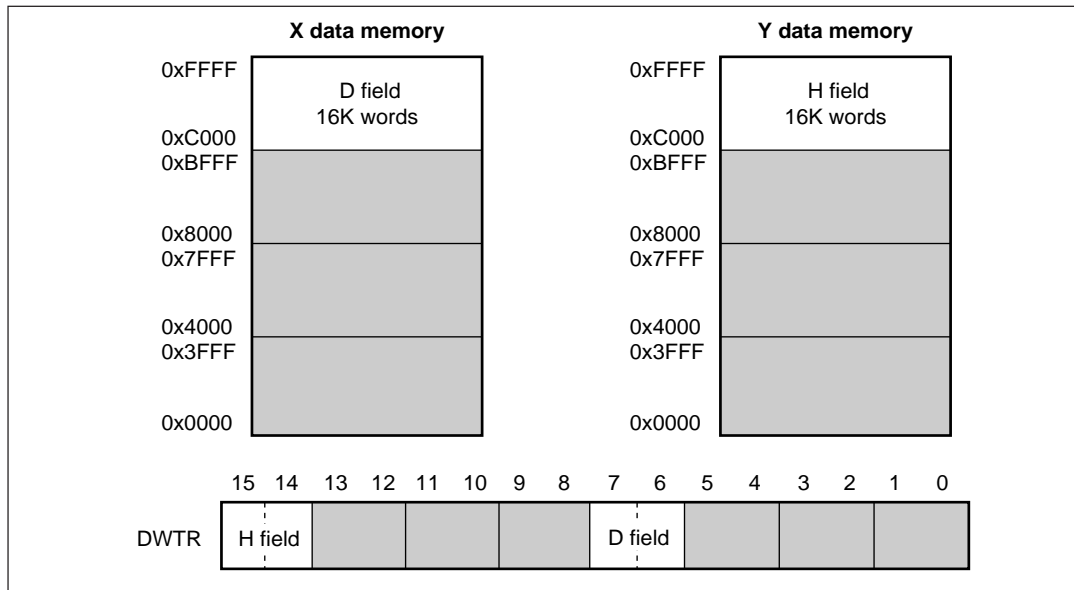 X data memory
0xFFFF
D field
16K words
0xC000
0xBFFF
0x8000
0x7FFF
0x4000
0x3FFF
0x0000
Y data memory
0xFFFF
H field
16K words
0xC000
0xBFFF
0x8000
0x7FFF
0x4000
0x3FFF
0x0000
15 14 13 12 11 10 9 8 7 6 5 4 3 2 1 0
DWTR H field D field